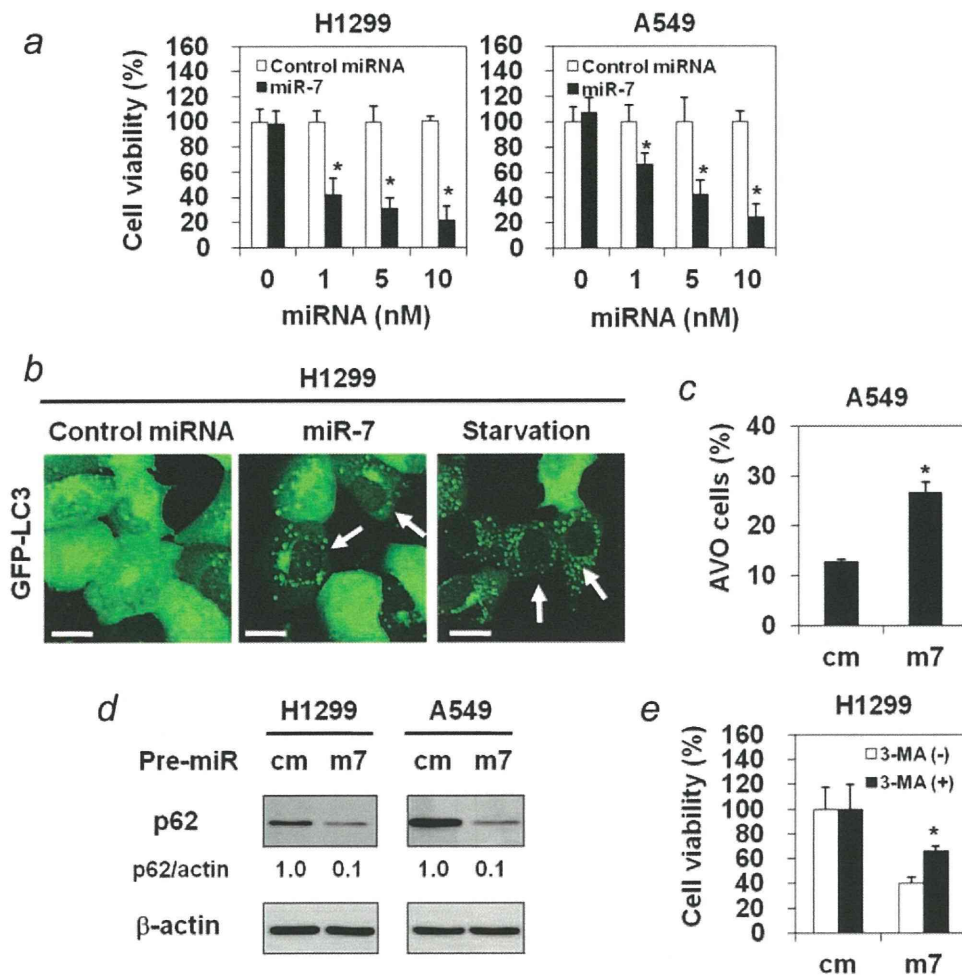 a
H1299
Cell viability (%)
160
140
120
100
80
60
40
20
0
Control miRNA
miR-7
* * *
0 1 5 10
miRNA (nM)
A549
160
140
120
100
80
60
40
20
0
Control miRNA
miR-7
* * *
0 1 5 10
miRNA (nM)
b
H1299
Control miRNA miR-7 Starvation
GFP-LC3
c
A549
AVO cells (%)
40
30
20
10
0
*
cm m7
d
H1299 A549
Pre-miR cm m7 cm m7
p62
p62/actin 1.0 0.1 1.0 0.1
β-actin
e
H1299
Cell viability (%)
160
140
120
100
80
60
40
20
0
3-MA (-)
3-MA (+)
*
cm m7